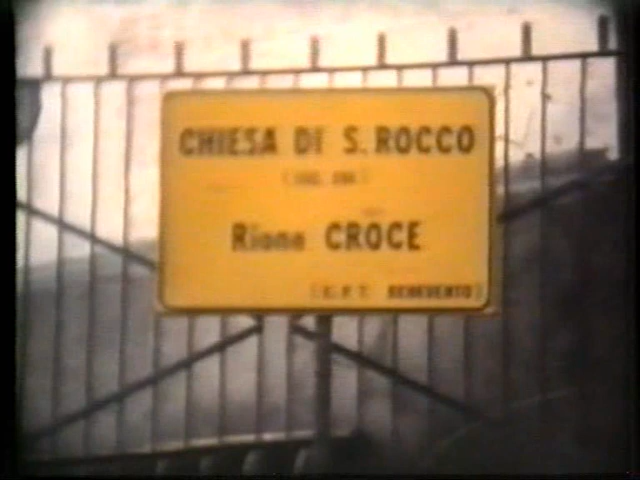 CHIESA DI S. ROCCO
Rione CROCE
(E. P. T. BENEVENTO)